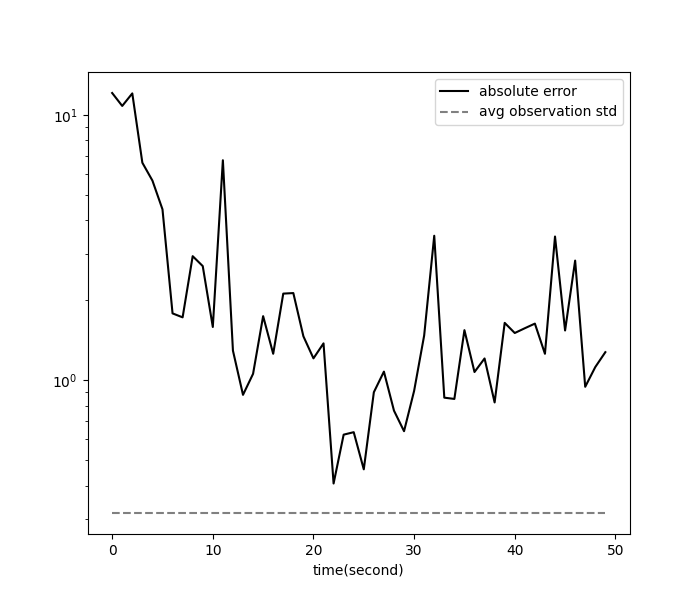 absolute error
avg observation std
10¹
10⁰
0 10 20 30 40 50
time(second)